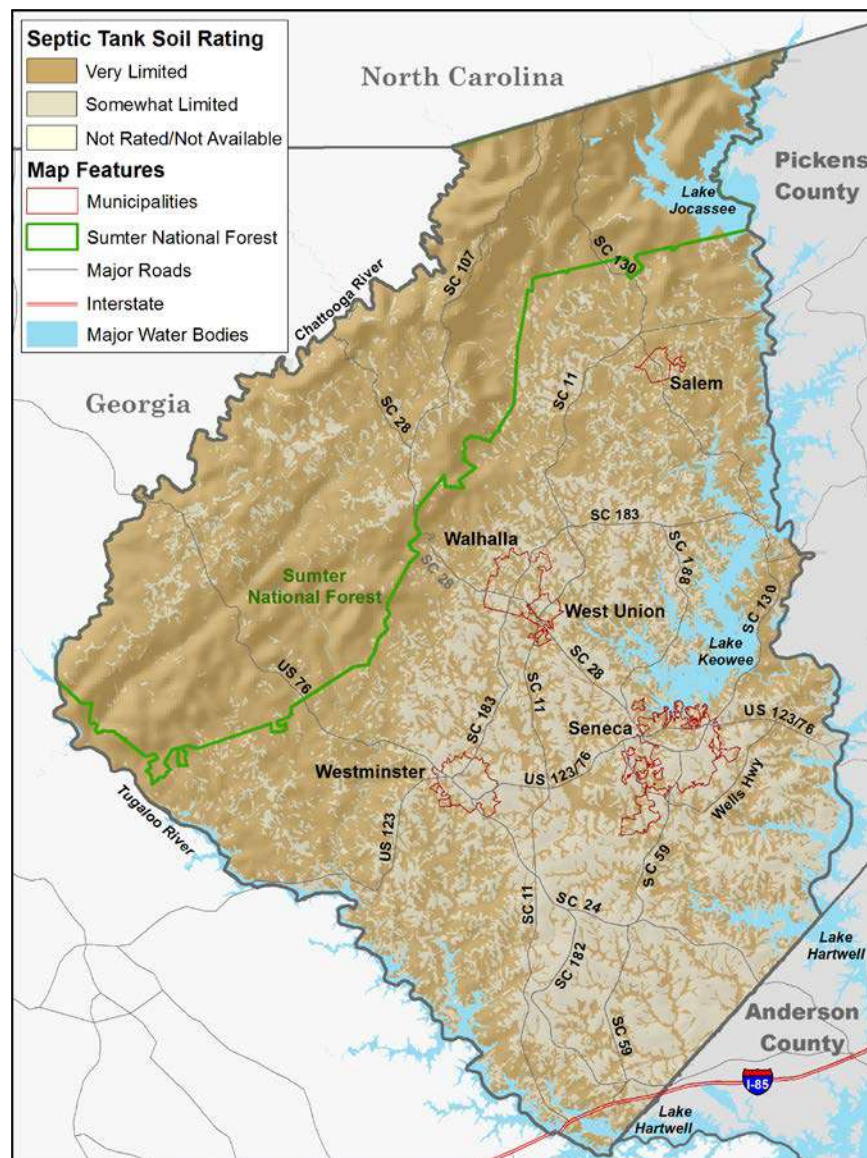 Septic Tank Soil Rating
Very Limited
Somewhat Limited
Not Rated/Not Available
Map Features
Municipalities
Sumter National Forest
Major Roads
Interstate
Major Water Bodies
North Carolina
Pickens
County
Lake
Jocassee
SC 130
SC 107
Chattooga River
Georgia
SC 28
SC 11
Salem
SC 183
Walhalla
SC 188
SC 28
Sumter
National Forest
West Union
SC 130
Lake
Keowee
SC 28
US 76
SC 183
SC 11
Seneca
US 123/76
Westminster
US 123/76
Wells Hwy
Tugaloo River
US 123
SC 59
SC 11
SC 24
SC 182
Lake
Hartwell
SC 59
Anderson
County
I-85
Lake
Hartwell